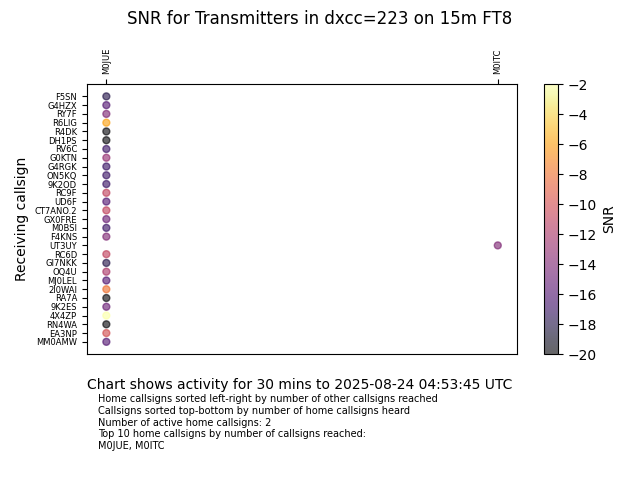 SNR for Transmitters in dxcc=223 on 15m FT8
M0JUE
M0ITC
F5SN
G4HZX
RY7F
R6LIG
R4DK
DH1PS
RV6C
G0KTN
G4RGK
ON5KQ
9K2OD
RC9F
UD6F
CT7ANO.2
GX0FRE
M0BSI
F4KNS
UT3UY
RC6D
GI7NKK
OQ4U
MJ0LEL
2I0WAI
RA7A
9K2ES
4X4ZP
RN4WA
EA3NP
MM0AMW
Receiving callsign
−2
−4
−6
−8
−10
−12
−14
−16
−18
−20
SNR
Chart shows activity for 30 mins to 2025-08-24 04:53:45 UTC
Home callsigns sorted left-right by number of other callsigns reached
Callsigns sorted top-bottom by number of home callsigns heard
Number of active home callsigns: 2
Top 10 home callsigns by number of callsigns reached:
M0JUE, M0ITC